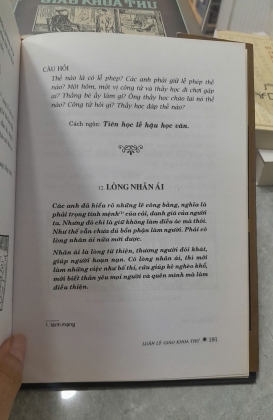 GIÁO KHOA THƯ
CÂU HỎI
Thế nào là có lễ phép? Các anh phải giữ lễ phép thế
nào? Một hôm, một vị công tử và thầy học đi chơi gặp
ai? Thằng bé ấy làm gì? Ông thầy học chào lại nó thế
nào? Công tử hỏi gì? Thầy học đáp thế nào?
Cách ngôn: Tiên học lễ hậu học văn.
12. LÒNG NHÂN ÁI
Các anh đã hiểu rõ những lẽ công bằng, nghĩa là
phải trọng tính mệnh⁽¹⁾ của cải, danh giá của người
ta. Nhưng đó chỉ là giữ không làm điều ác mà thôi.
Như thế vẫn chưa đủ bổn phận làm người. Phải có
lòng nhân ái nữa mới được.
Nhân ái là lòng từ thiện, thương người đói khát,
giúp người hoạn nạn. Có lòng nhân ái, thì mới
làm những việc như bố thí, cứu giúp kẻ nghèo khổ,
mới biết thân yêu mọi người và quên mình mà làm
điều thiện.
1. tánh mạng
LUÂN LÝ GIÁO KHOA THƯ ✱ 195